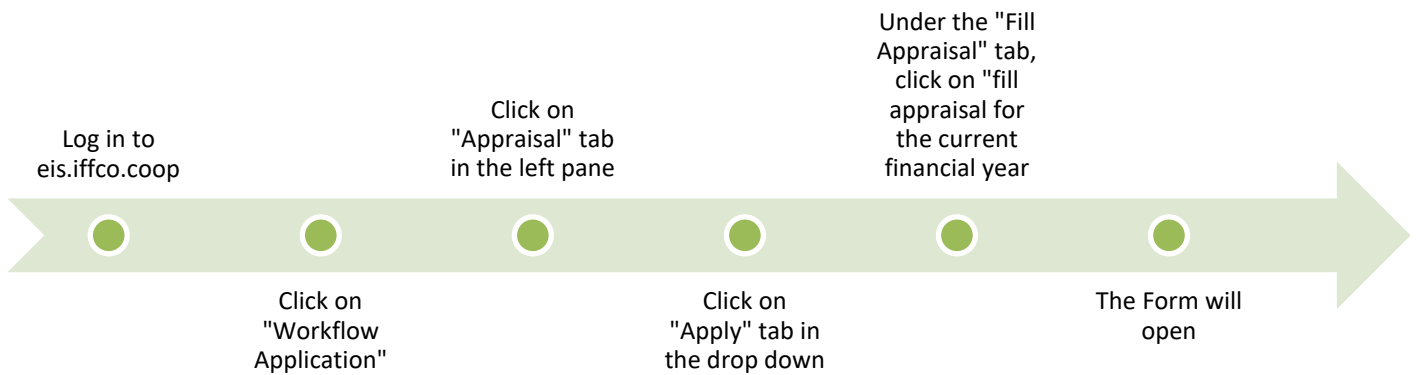 Log in to
eis.iffco.coop
Click on
"Workflow
Application"
Click on
"Appraisal" tab
in the left pane
Click on
"Apply" tab in
the drop down
Under the "Fill
Appraisal" tab,
click on "fill
appraisal for
the current
financial year
The Form will
open